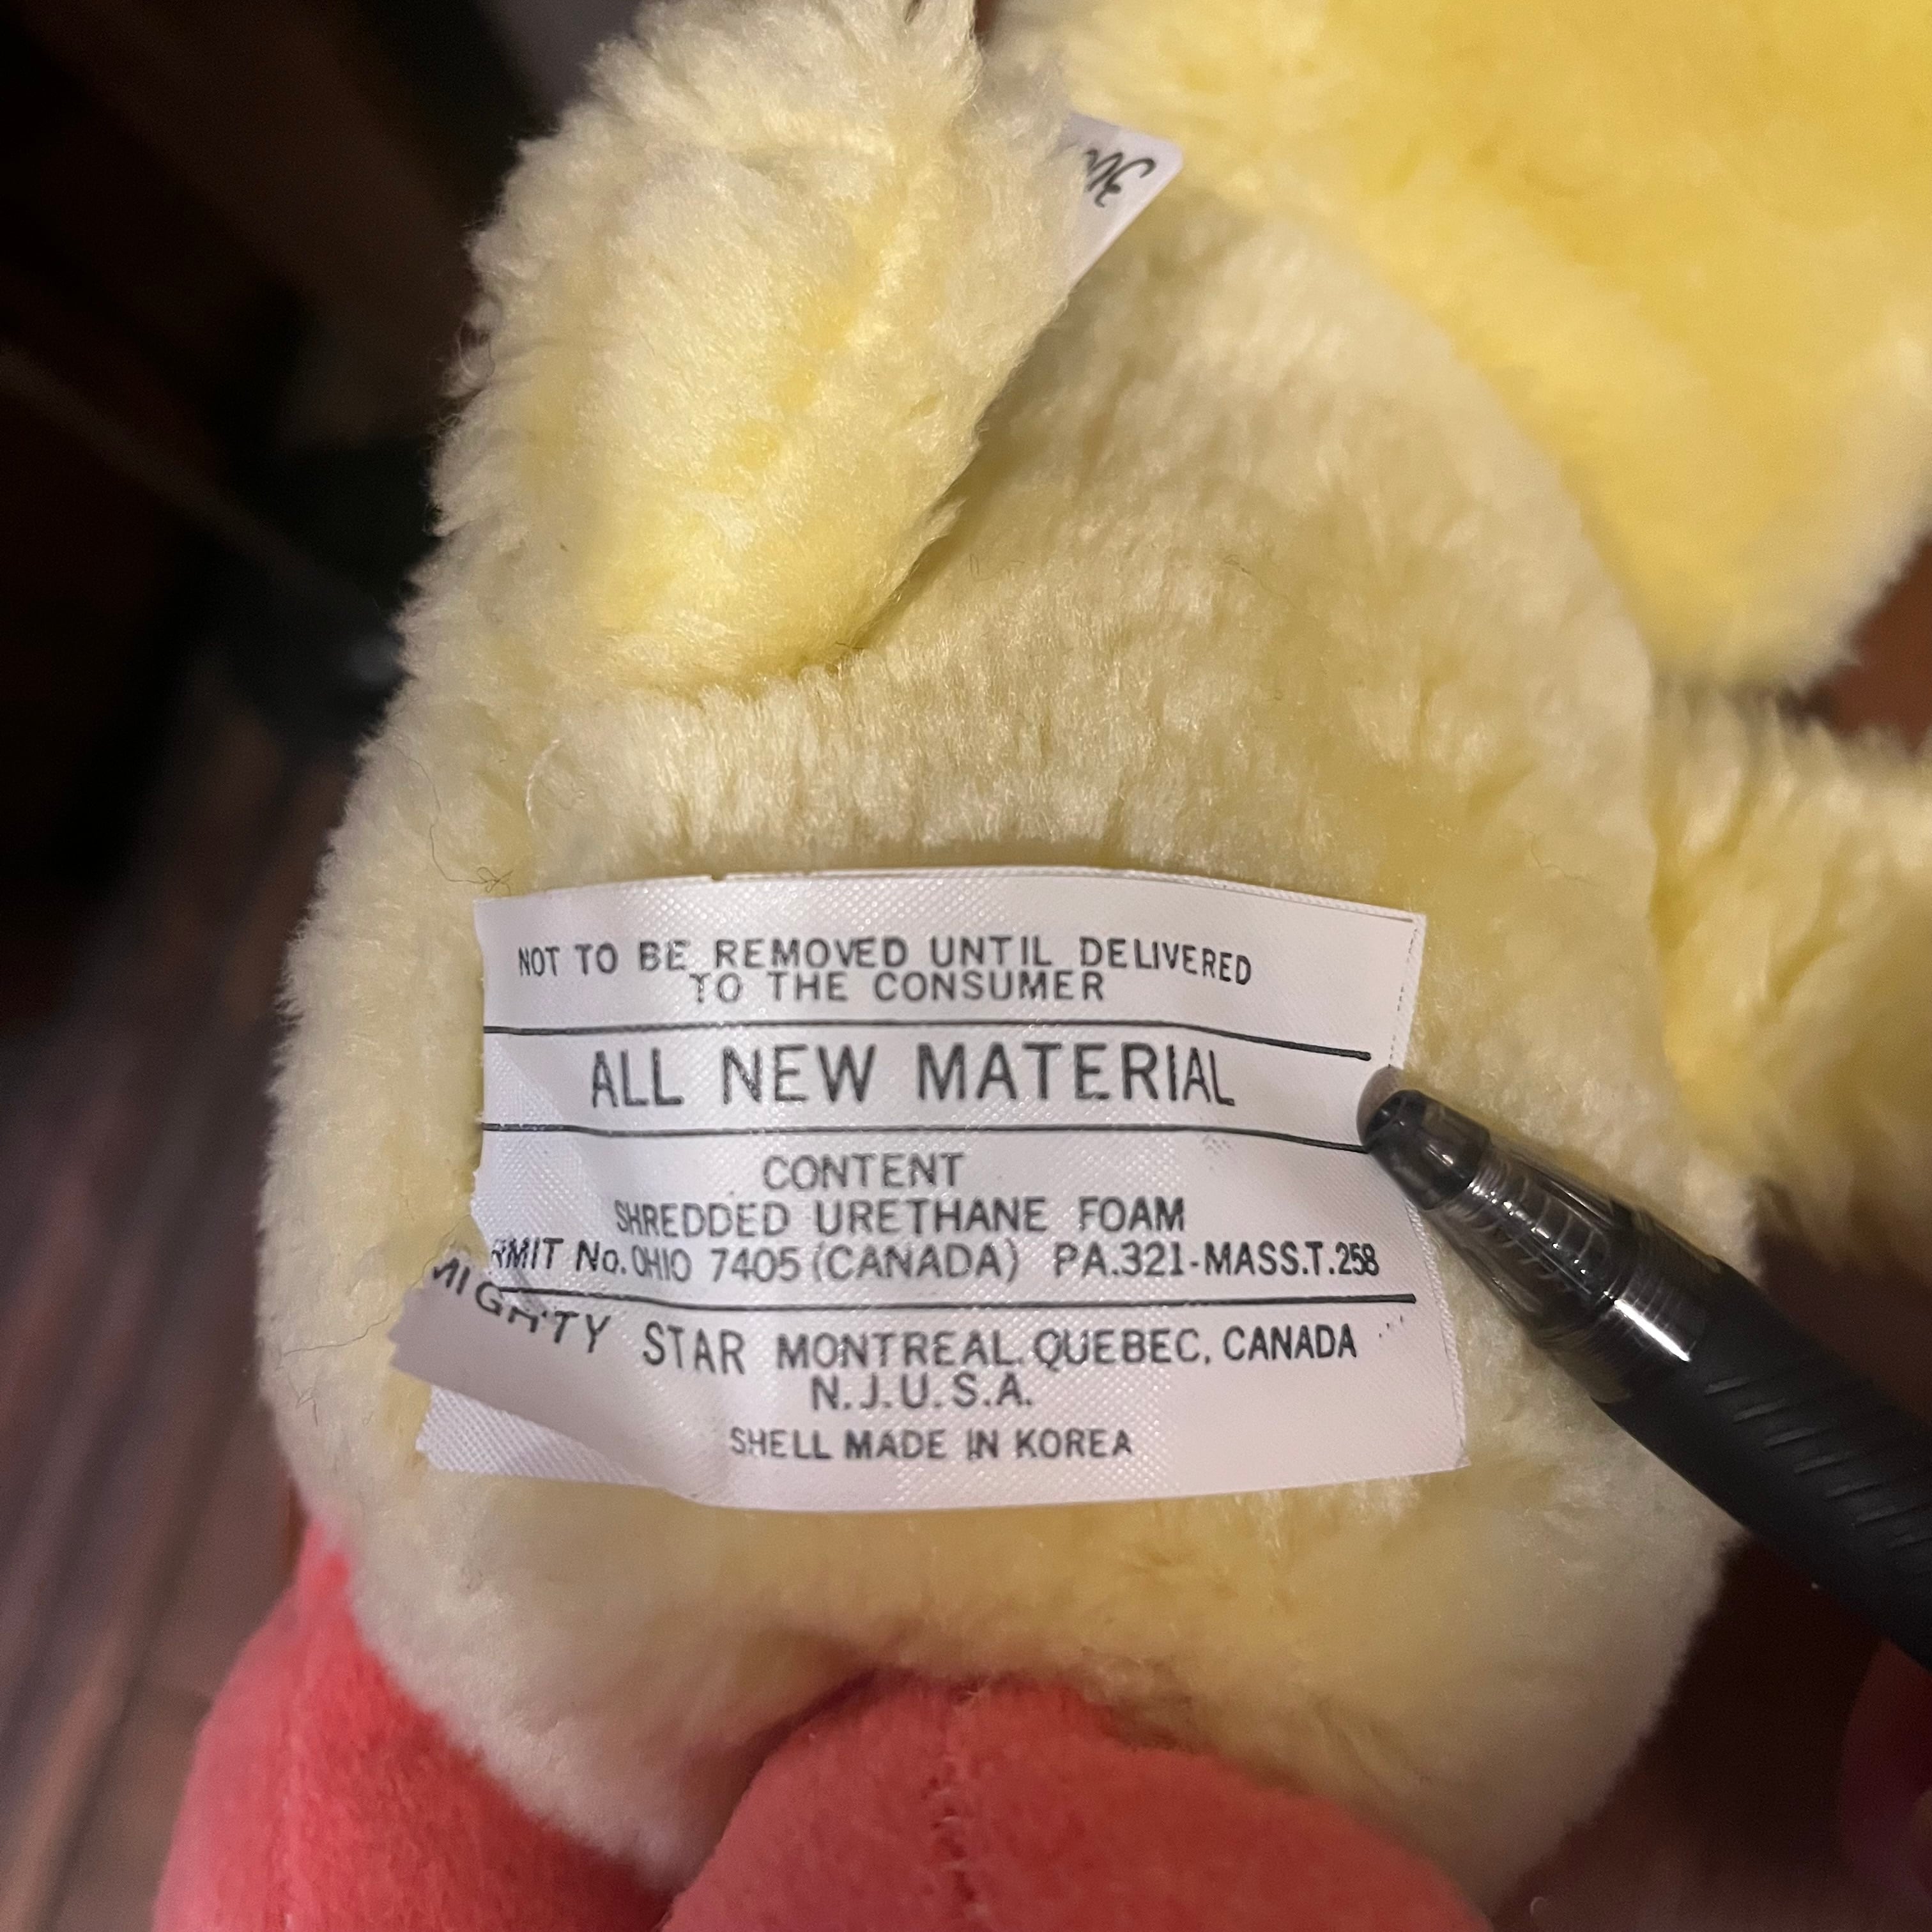 NOT TO BE REMOVED UNTIL DELIVERED
TO THE CONSUMER
ALL NEW MATERIAL
CONTENT
SHREDDED URETHANE FOAM
RMIT No. OHIO 7405 (CANADA) PA.321-MASS.T.258
MIGHTY STAR MONTREAL, QUEBEC, CANADA
N.J.U.S.A.
SHELL MADE IN KOREA